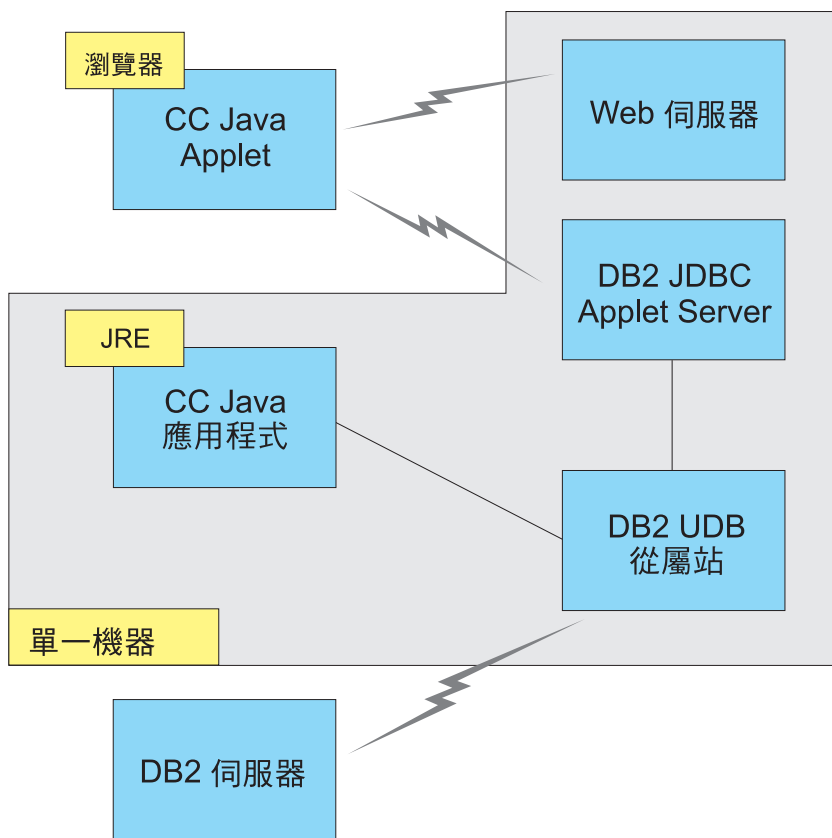 瀏覽器
CC Java
Applet
Web 伺服器
DB2 JDBC
Applet Server
JRE
CC Java
應用程式
DB2 UDB
從屬站
單一機器
DB2 伺服器